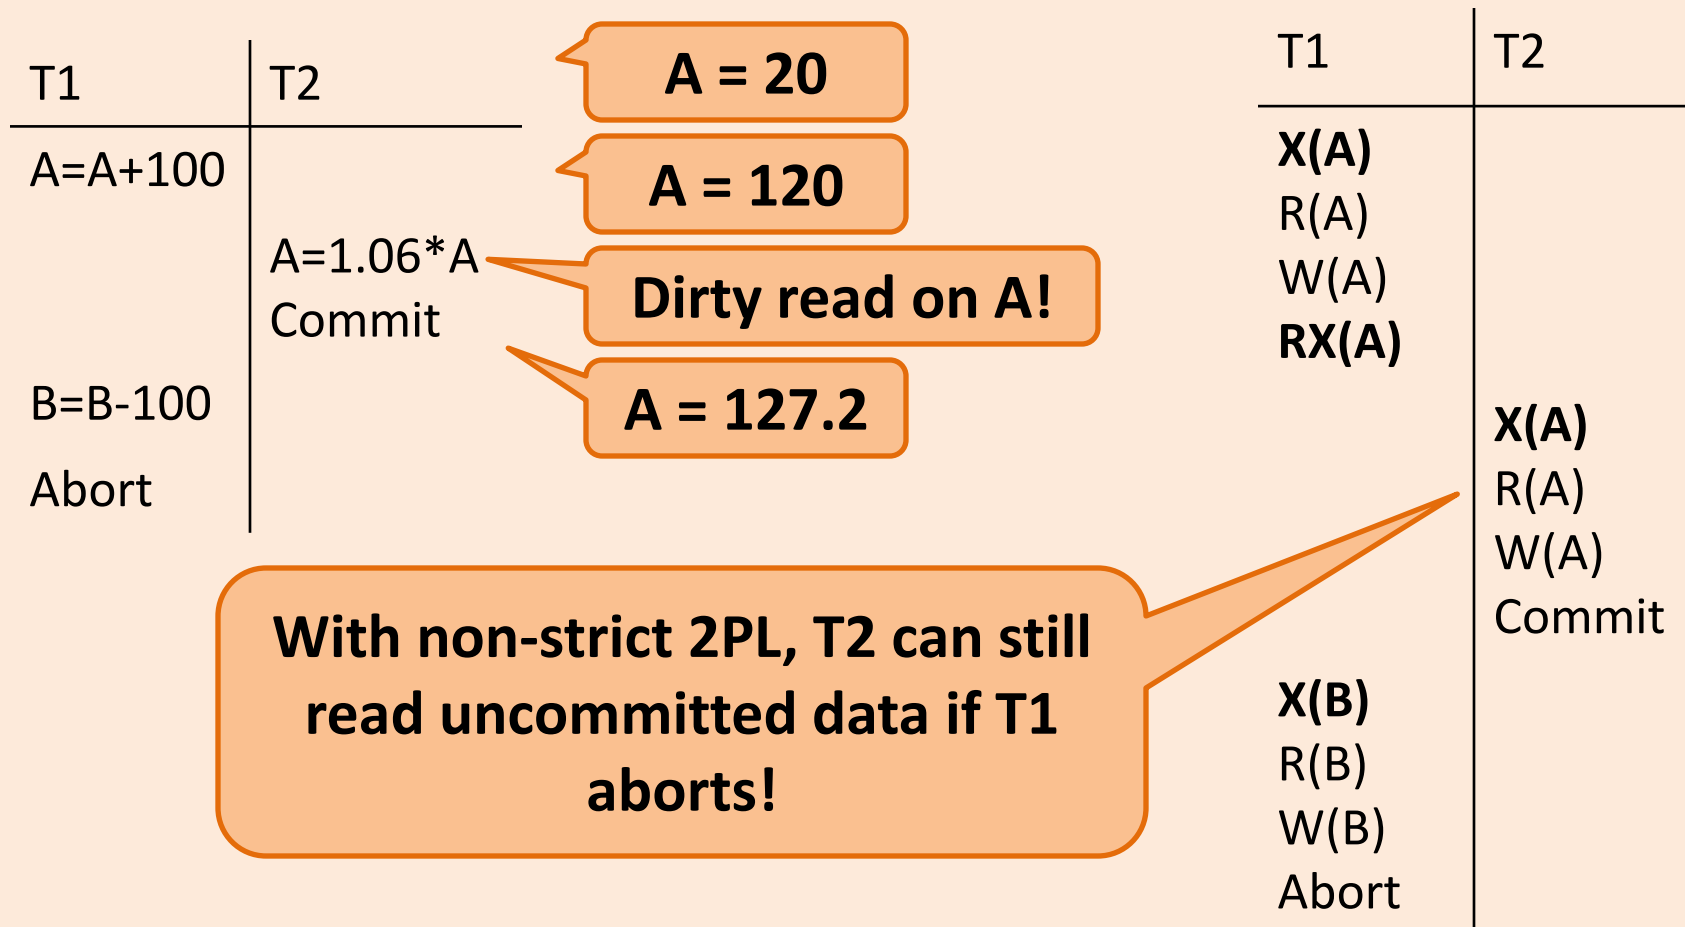 T1
T2
A=A+100
A=1.06*A
Commit
B=B-100
Abort
A = 20
A = 120
Dirty read on A!
A = 127.2
With non-strict 2PL, T2 can still
read uncommitted data if T1
aborts!
T1
T2
X(A)
R(A)
W(A)
RX(A)
X(A)
R(A)
W(A)
Commit
X(B)
R(B)
W(B)
Abort